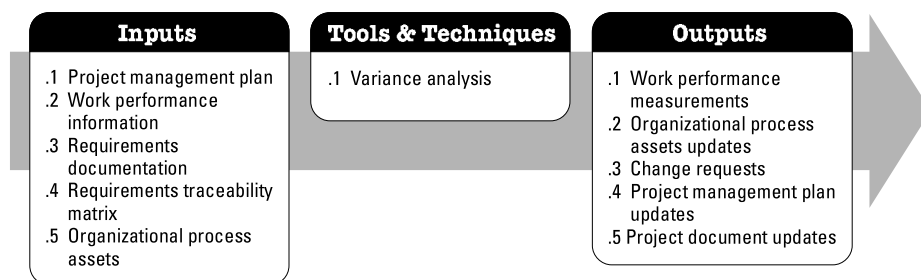 Inputs
.1 Project management plan
.2 Work performance
information
.3 Requirements
documentation
.4 Requirements traceability
matrix
.5 Organizational process
assets
Tools & Techniques
.1 Variance analysis
Outputs
.1 Work performance
measurements
.2 Organizational process
assets updates
.3 Change requests
.4 Project management plan
updates
.5 Project document updates